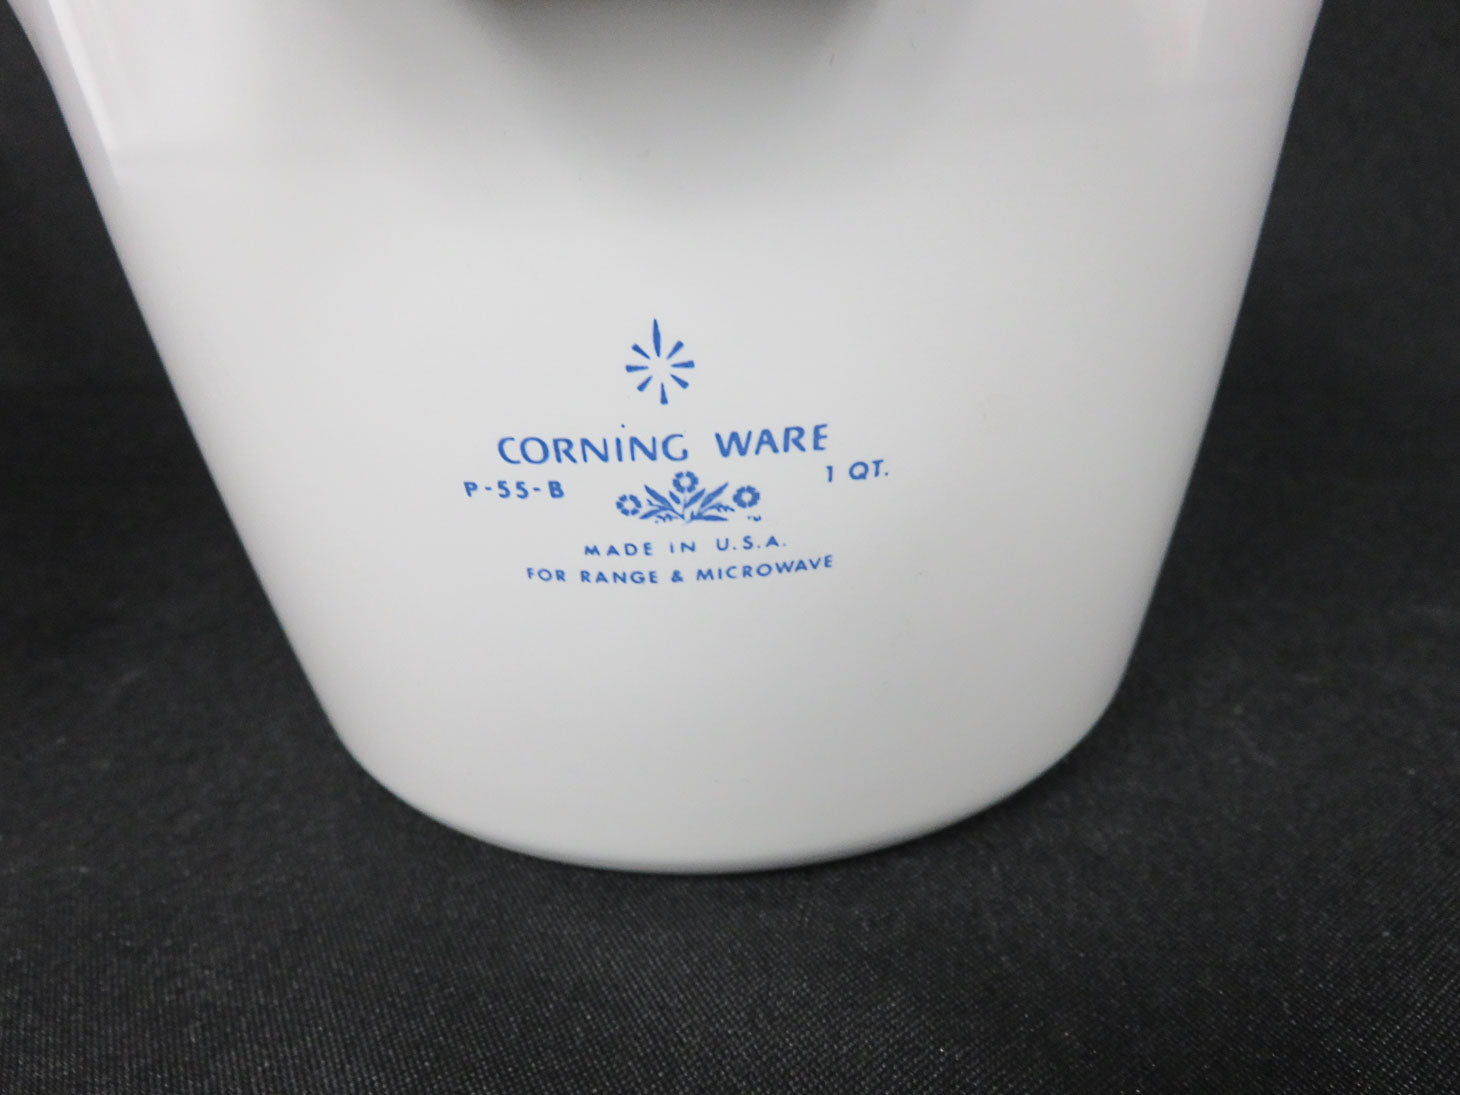 CORNING WARE
P-55-B 1 QT.
MADE IN U.S.A.
FOR RANGE & MICROWAVE